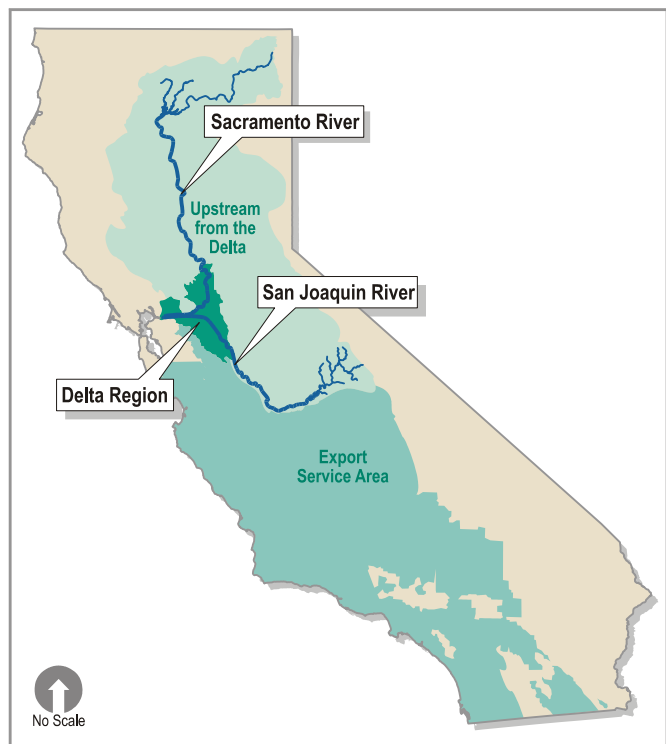 Sacramento River
Upstream
from the
Delta
San Joaquin River
Delta Region
Export
Service Area
No Scale